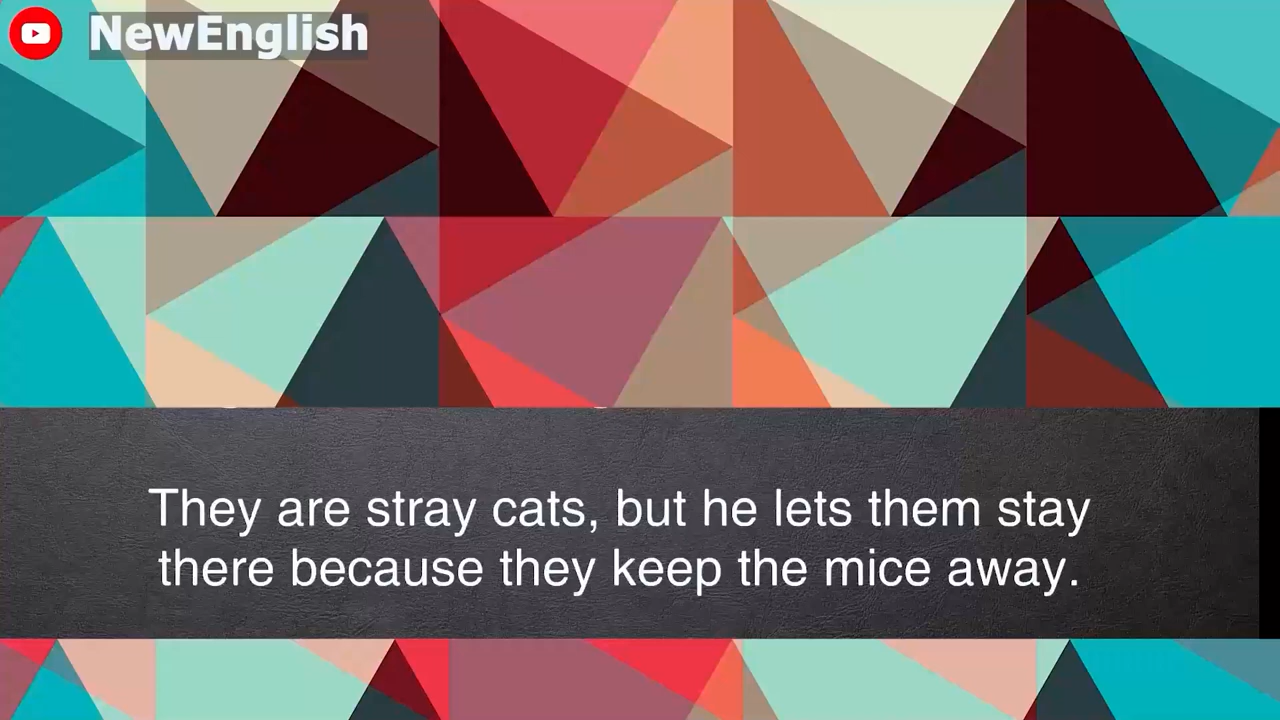 NewEnglish
They are stray cats, but he lets them stay
there because they keep the mice away.